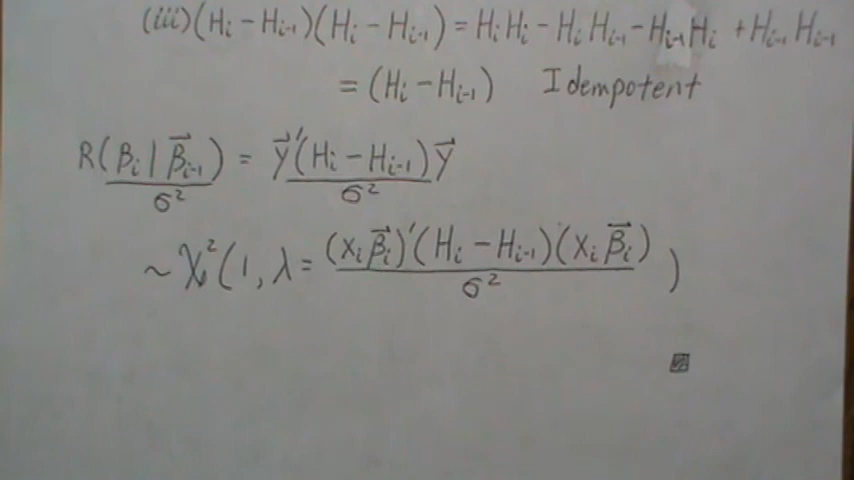 (iii) (Hᵢ − Hᵢ₋₁)(Hᵢ − Hᵢ₋₁) = HᵢHᵢ − HᵢHᵢ₋₁ − Hᵢ₋₁Hᵢ + Hᵢ₋₁Hᵢ₋₁
= (Hᵢ − Hᵢ₋₁) Idempotent
R(βᵢ | β⃗ᵢ₋₁)/σ² = y⃗′(Hᵢ − Hᵢ₋₁)y⃗/σ²
~ χ²(1, λ = (xᵢβ⃗ᵢ)′(Hᵢ − Hᵢ₋₁)(xᵢβ⃗ᵢ)/σ² )